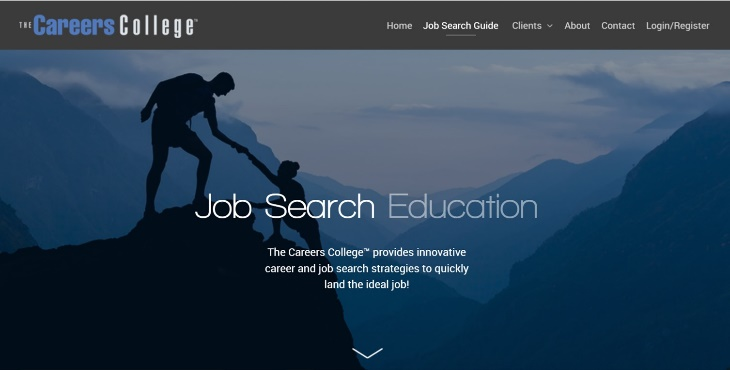 THE Careers College™
Home Job Search Guide Clients About Contact Login/Register
Job Search Education
The Careers College™ provides innovative
career and job search strategies to quickly
land the ideal job!